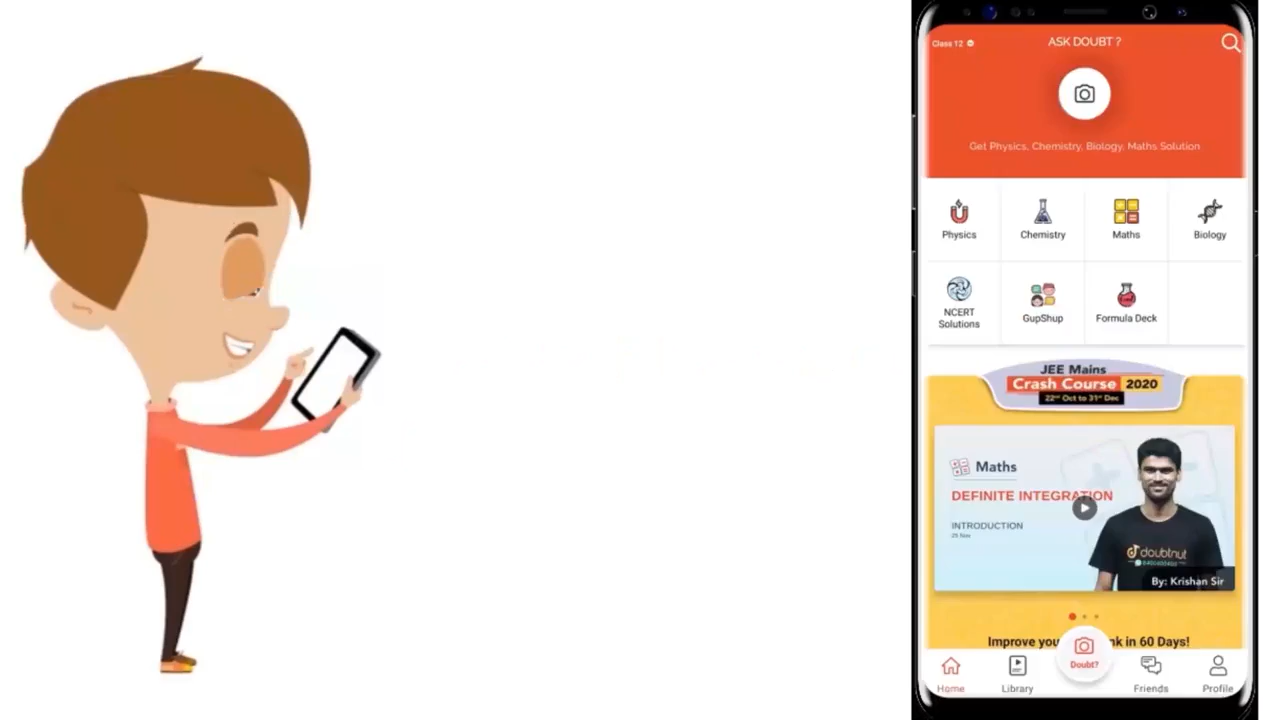 Class 12
ASK DOUBT ?
Get Physics, Chemistry, Biology, Maths Solution
Physics
Chemistry
Maths
Biology
NCERT
Solutions
GupShup
Formula Deck
JEE Mains
Crash Course 2020
22nd Oct to 31st Dec
Maths
DEFINITE INTEGRATION
INTRODUCTION
doubtnut
By: Krishan Sir
Improve you nk in 60 Days!
Doubt?
Home
Library
Friends
Profile